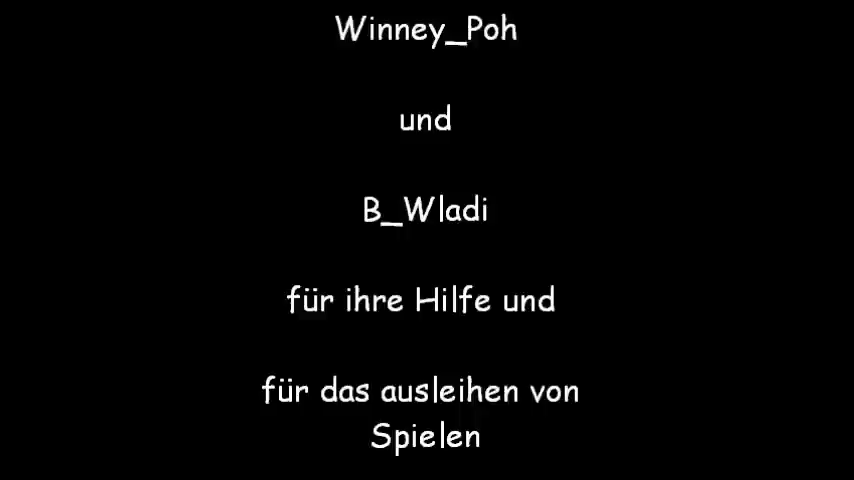 Winney_Poh
und
B_Wladi
für ihre Hilfe und
für das ausleihen von
Spielen